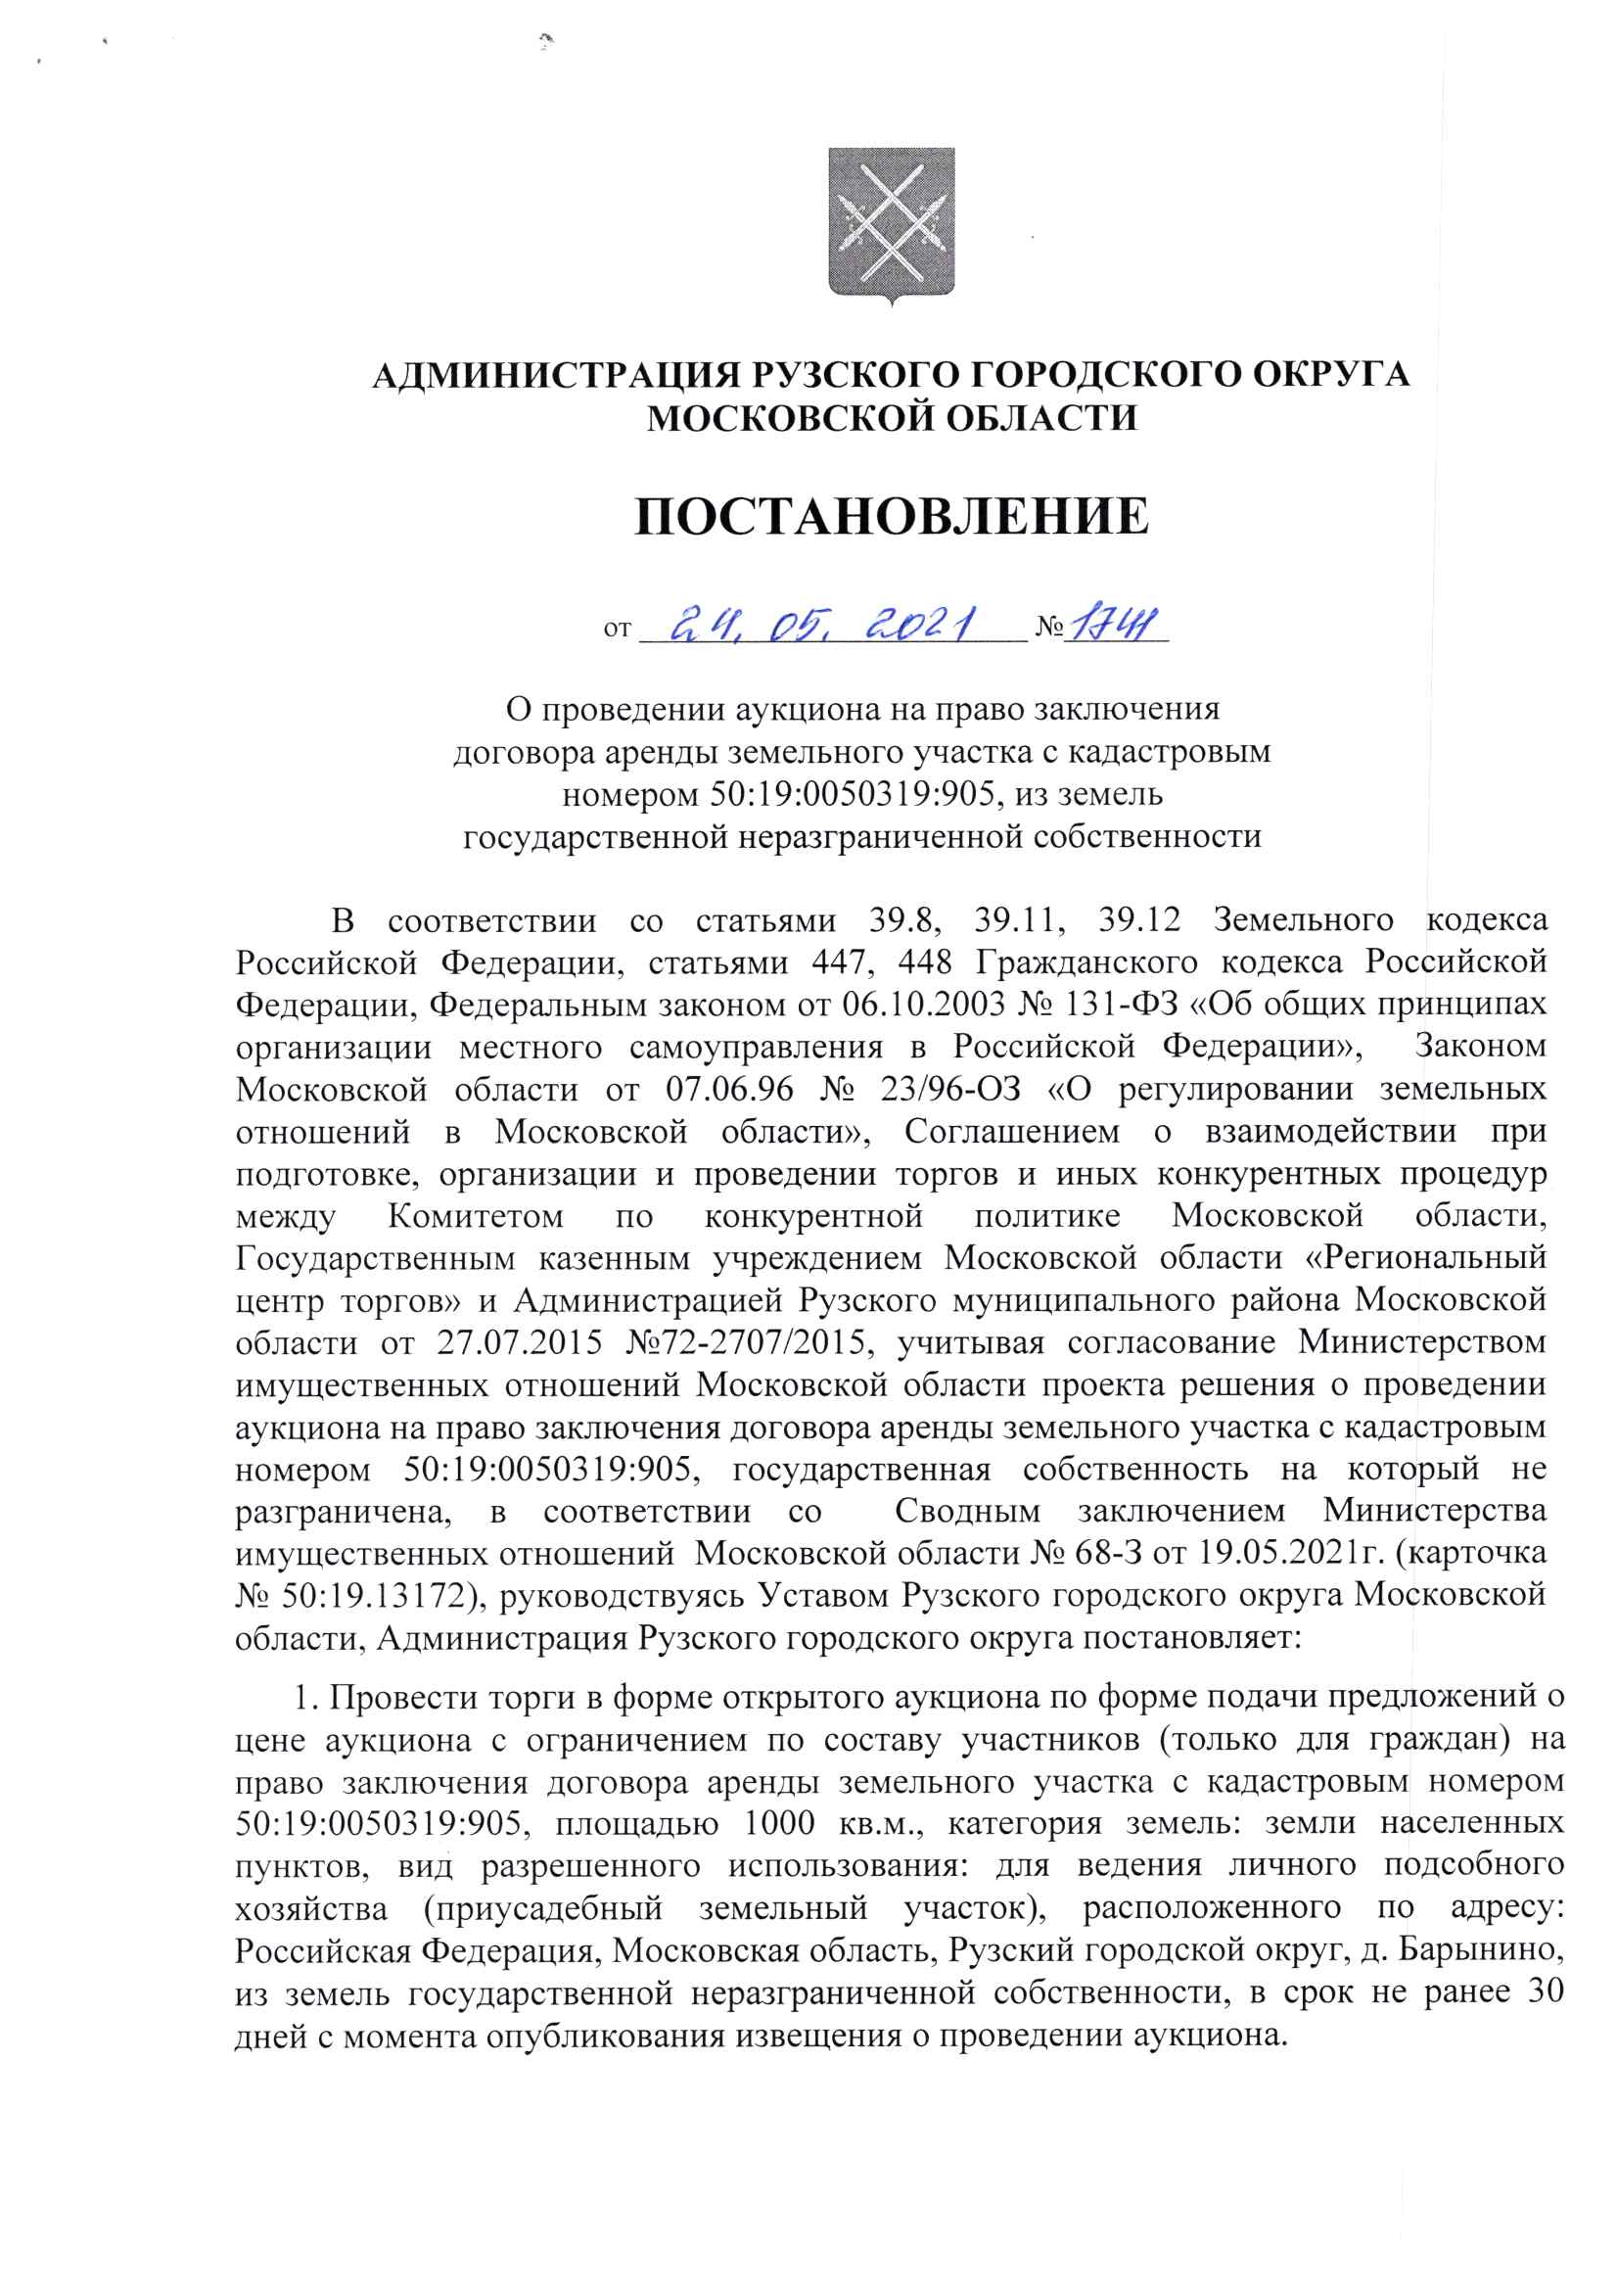 АДМИНИСТРАЦИЯ РУЗСКОГО ГОРОДСКОГО ОКРУГА
МОСКОВСКОЙ ОБЛАСТИ
ПОСТАНОВЛЕНИЕ
от 24.05.2021 №1741
О проведении аукциона на право заключения
договора аренды земельного участка с кадастровым
номером 50:19:0050319:905, из земель
государственной неразграниченной собственности
В соответствии со статьями 39.8, 39.11, 39.12 Земельного кодекса
Российской Федерации, статьями 447, 448 Гражданского кодекса Российской
Федерации, Федеральным законом от 06.10.2003 № 131-ФЗ «Об общих принципах
организации местного самоуправления в Российской Федерации», Законом
Московской области от 07.06.96 № 23/96-ОЗ «О регулировании земельных
отношений в Московской области», Соглашением о взаимодействии при
подготовке, организации и проведении торгов и иных конкурентных процедур
между Комитетом по конкурентной политике Московской области,
Государственным казенным учреждением Московской области «Региональный
центр торгов» и Администрацией Рузского муниципального района Московской
области от 27.07.2015 №72-2707/2015, учитывая согласование Министерством
имущественных отношений Московской области проекта решения о проведении
аукциона на право заключения договора аренды земельного участка с кадастровым
номером 50:19:0050319:905, государственная собственность на который не
разграничена, в соответствии со Сводным заключением Министерства
имущественных отношений Московской области № 68-З от 19.05.2021г. (карточка
№ 50:19.13172), руководствуясь Уставом Рузского городского округа Московской
области, Администрация Рузского городского округа постановляет:
1. Провести торги в форме открытого аукциона по форме подачи предложений о
цене аукциона с ограничением по составу участников (только для граждан) на
право заключения договора аренды земельного участка с кадастровым номером
50:19:0050319:905, площадью 1000 кв.м., категория земель: земли населенных
пунктов, вид разрешенного использования: для ведения личного подсобного
хозяйства (приусадебный земельный участок), расположенного по адресу:
Российская Федерация, Московская область, Рузский городской округ, д. Барынино,
из земель государственной неразграниченной собственности, в срок не ранее 30
дней с момента опубликования извещения о проведении аукциона.